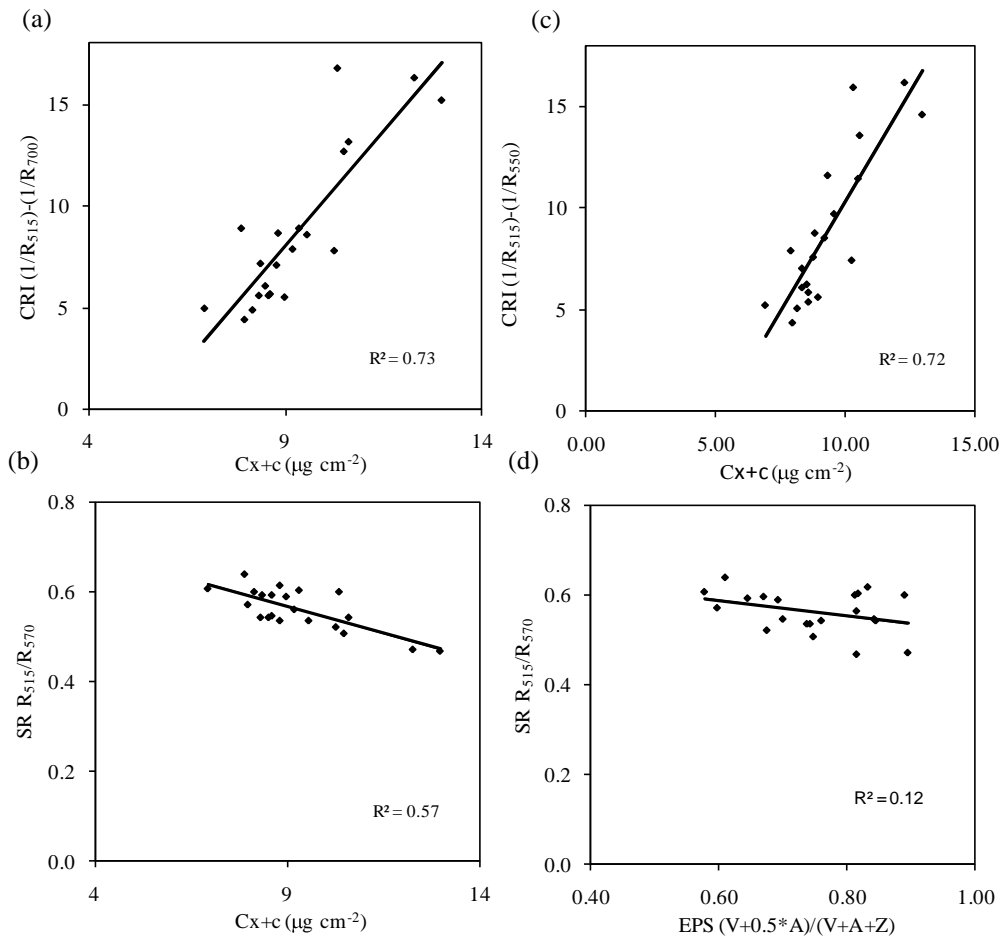 (a)
CRI (1/R515)-(1/R700)
15
10
5
0
4
9
14
Cx+c (µg cm-2)
R² = 0.73
(c)
CRI (1/R515)-(1/R550)
15
10
5
0
0.00
5.00
10.00
15.00
Cx+c (µg cm-2)
R² = 0.72
(b)
SR R515/R570
0.8
0.6
0.4
0.2
0.0
4
9
14
Cx+c (µg cm-2)
R² = 0.57
(d)
SR R515/R570
0.8
0.6
0.4
0.2
0.0
0.40
0.60
0.80
1.00
EPS (V+0.5*A)/(V+A+Z)
R² = 0.12